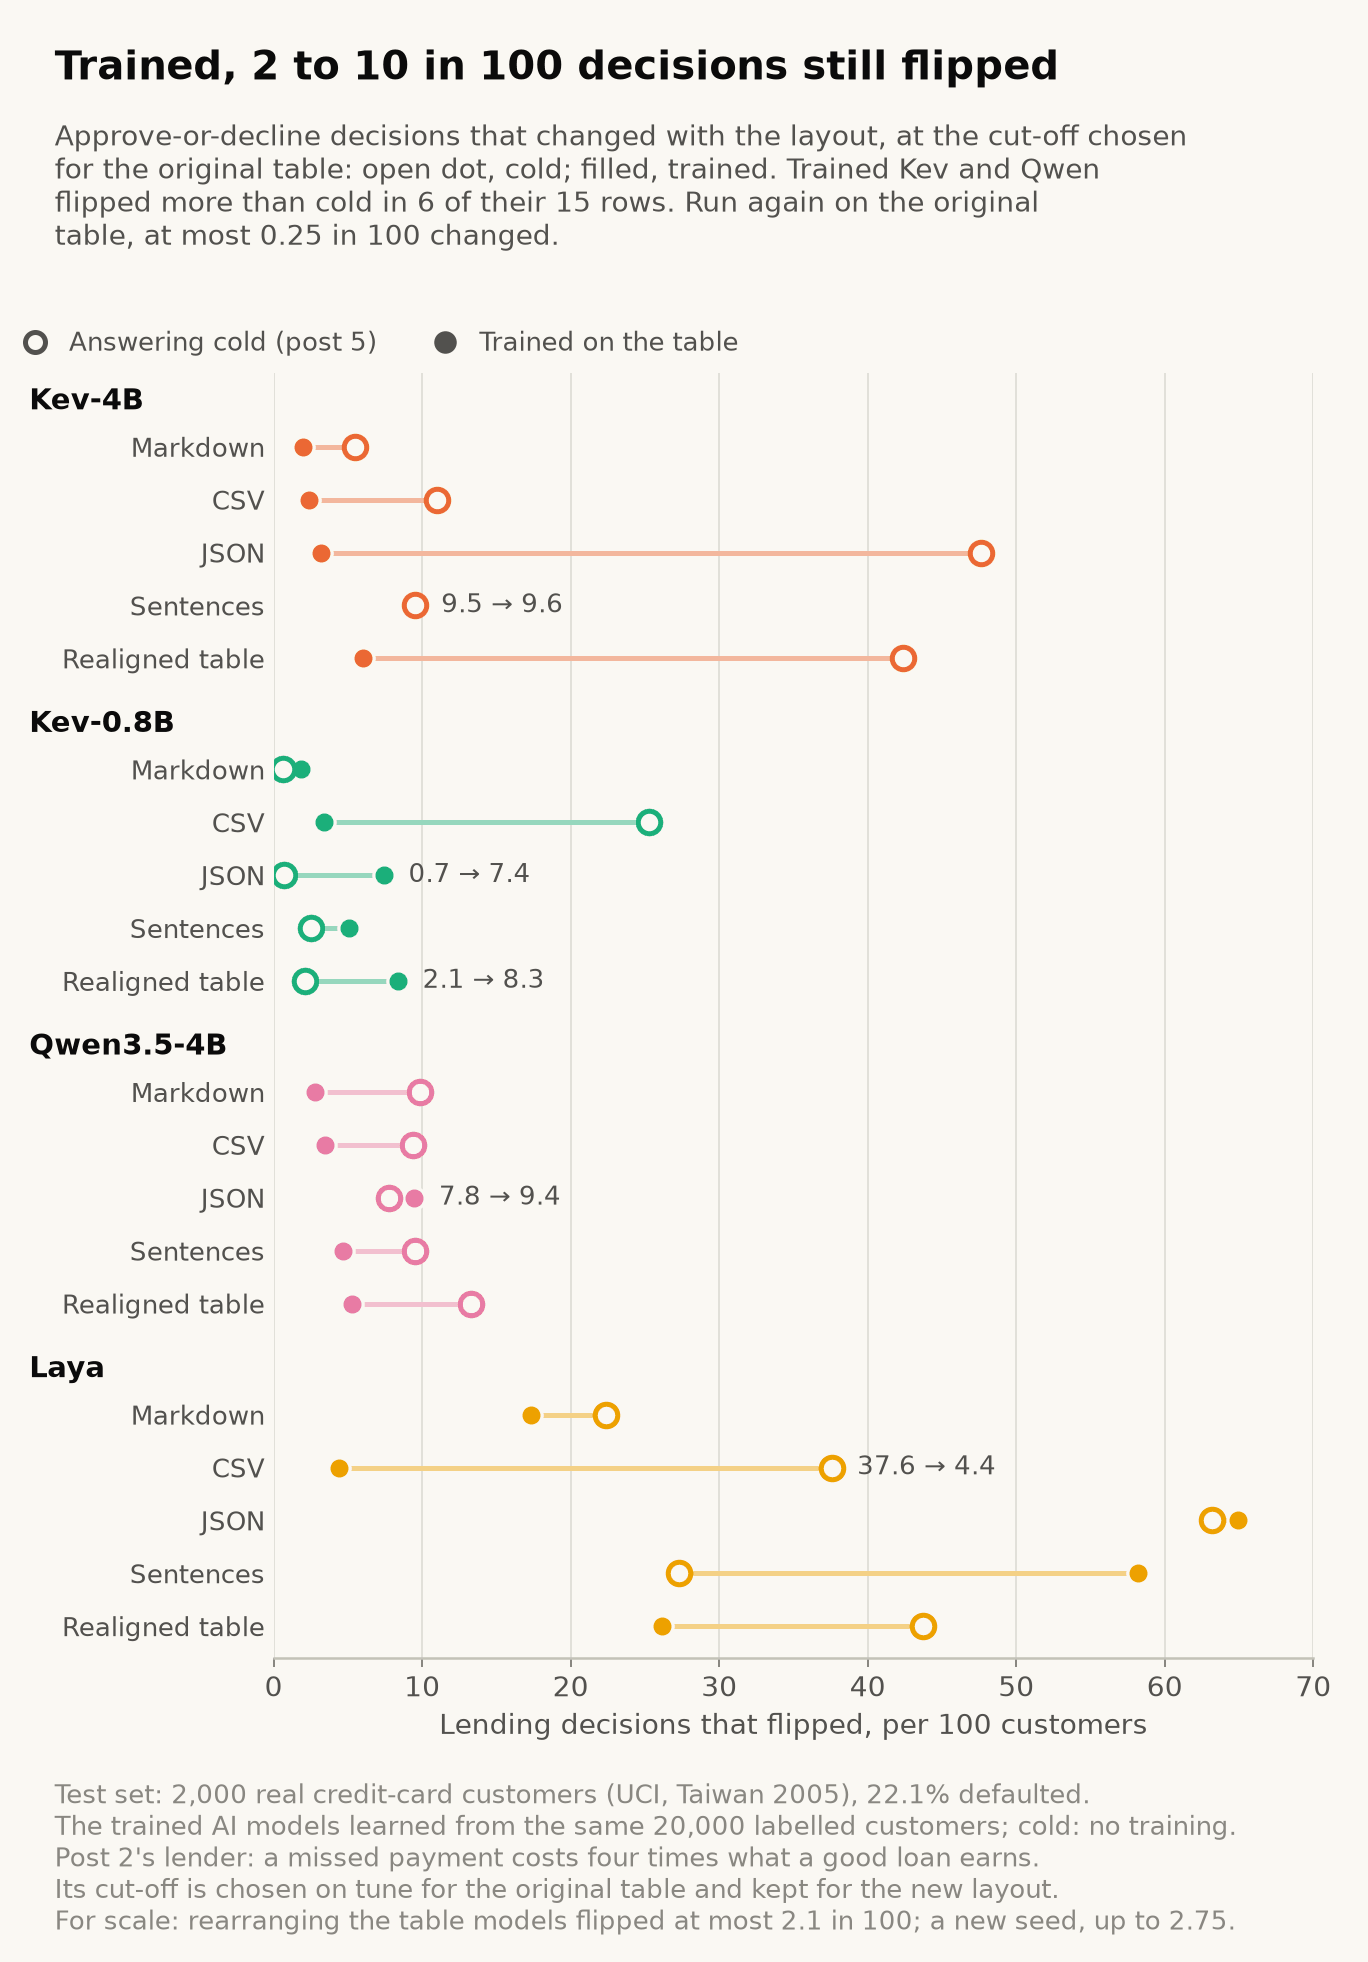 Trained, 2 to 10 in 100 decisions still flipped
Approve-or-decline decisions that changed with the layout, at the cut-off chosen
for the original table: open dot, cold; filled, trained. Trained Kev and Qwen
flipped more than cold in 6 of their 15 rows. Run again on the original
table, at most 0.25 in 100 changed.
Answering cold (post 5)
Trained on the table
Kev-4B
Markdown
CSV
JSON
Sentences 9.5 → 9.6
Realigned table
Kev-0.8B
Markdown
CSV
JSON 0.7 → 7.4
Sentences
Realigned table 2.1 → 8.3
Qwen3.5-4B
Markdown
CSV
JSON 7.8 → 9.4
Sentences
Realigned table
Laya
Markdown
CSV 37.6 → 4.4
JSON
Sentences
Realigned table
0 10 20 30 40 50 60 70
Lending decisions that flipped, per 100 customers
Test set: 2,000 real credit-card customers (UCI, Taiwan 2005), 22.1% defaulted.
The trained AI models learned from the same 20,000 labelled customers; cold: no training.
Post 2's lender: a missed payment costs four times what a good loan earns.
Its cut-off is chosen on tune for the original table and kept for the new layout.
For scale: rearranging the table models flipped at most 2.1 in 100; a new seed, up to 2.75.